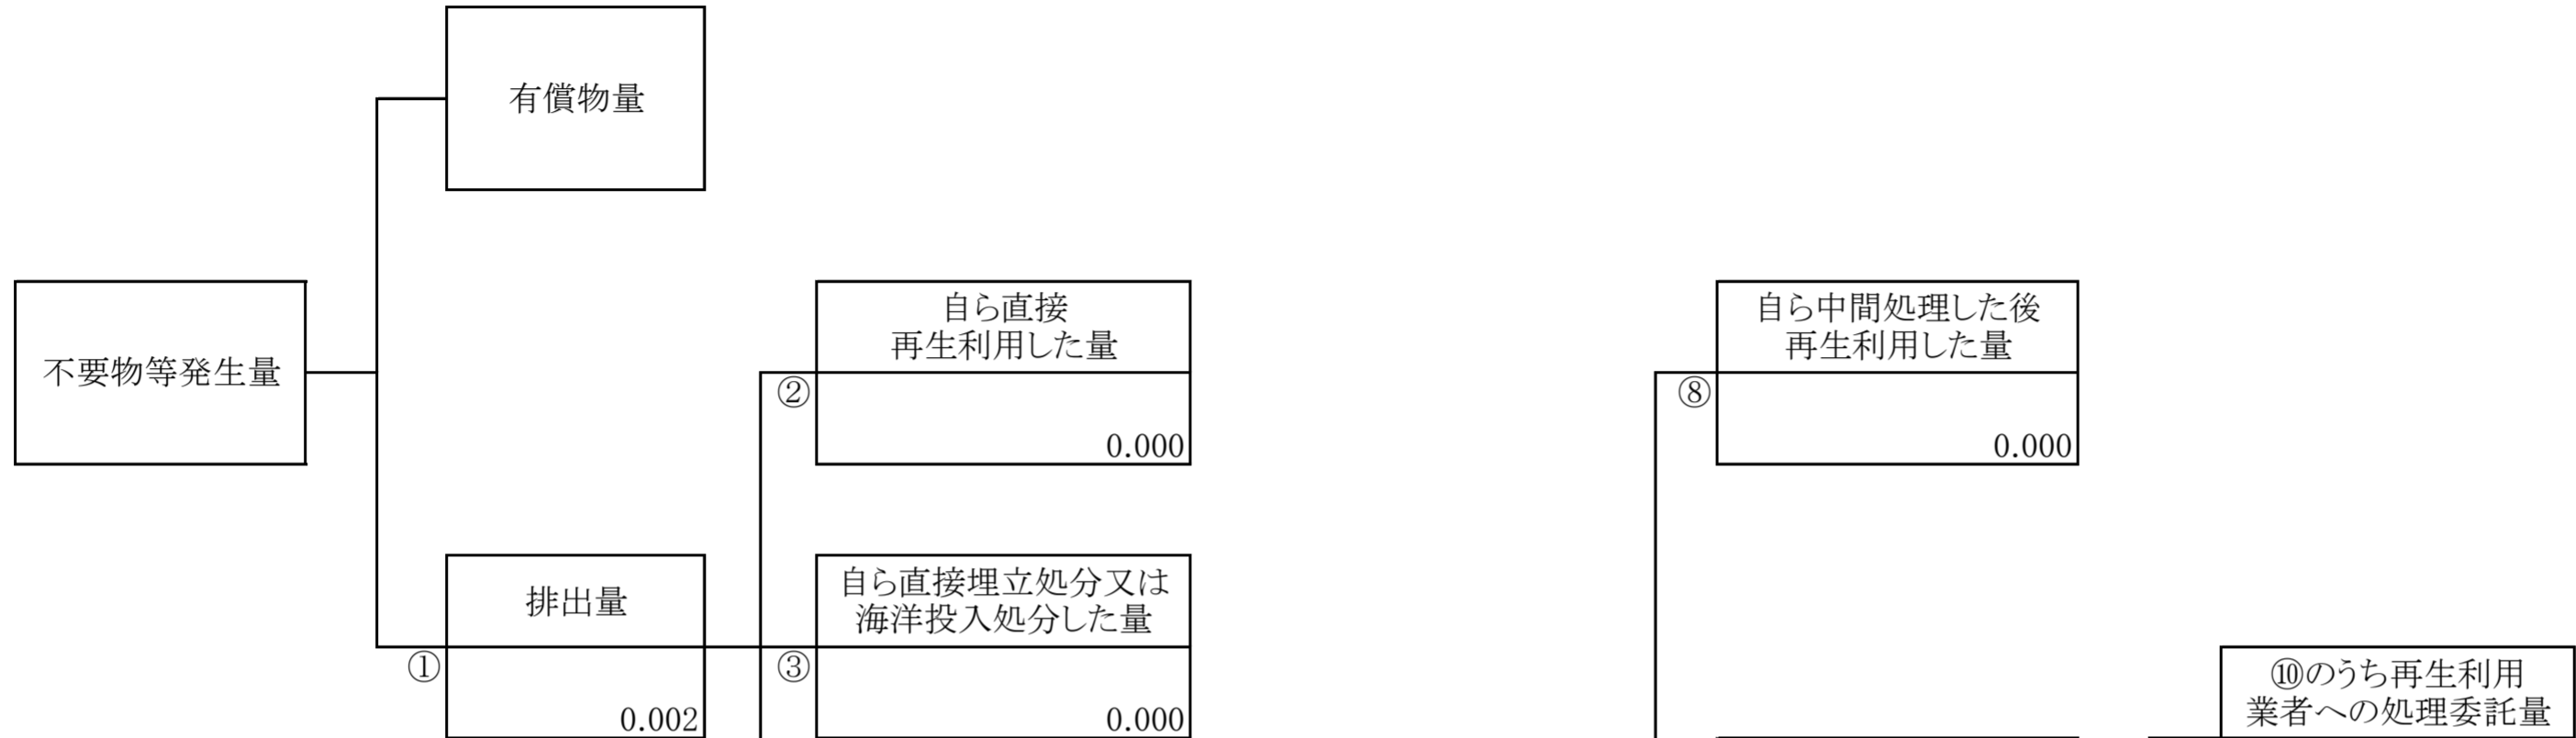 有償物量
不要物等発生量
自ら直接
再生利用した量
②
0.000
自ら中間処理した後
再生利用した量
⑧
0.000
排出量
①
0.002
自ら直接埋立処分又は
海洋投入処分した量
③
0.000
⑩のうち再生利用
業者への処理委託量